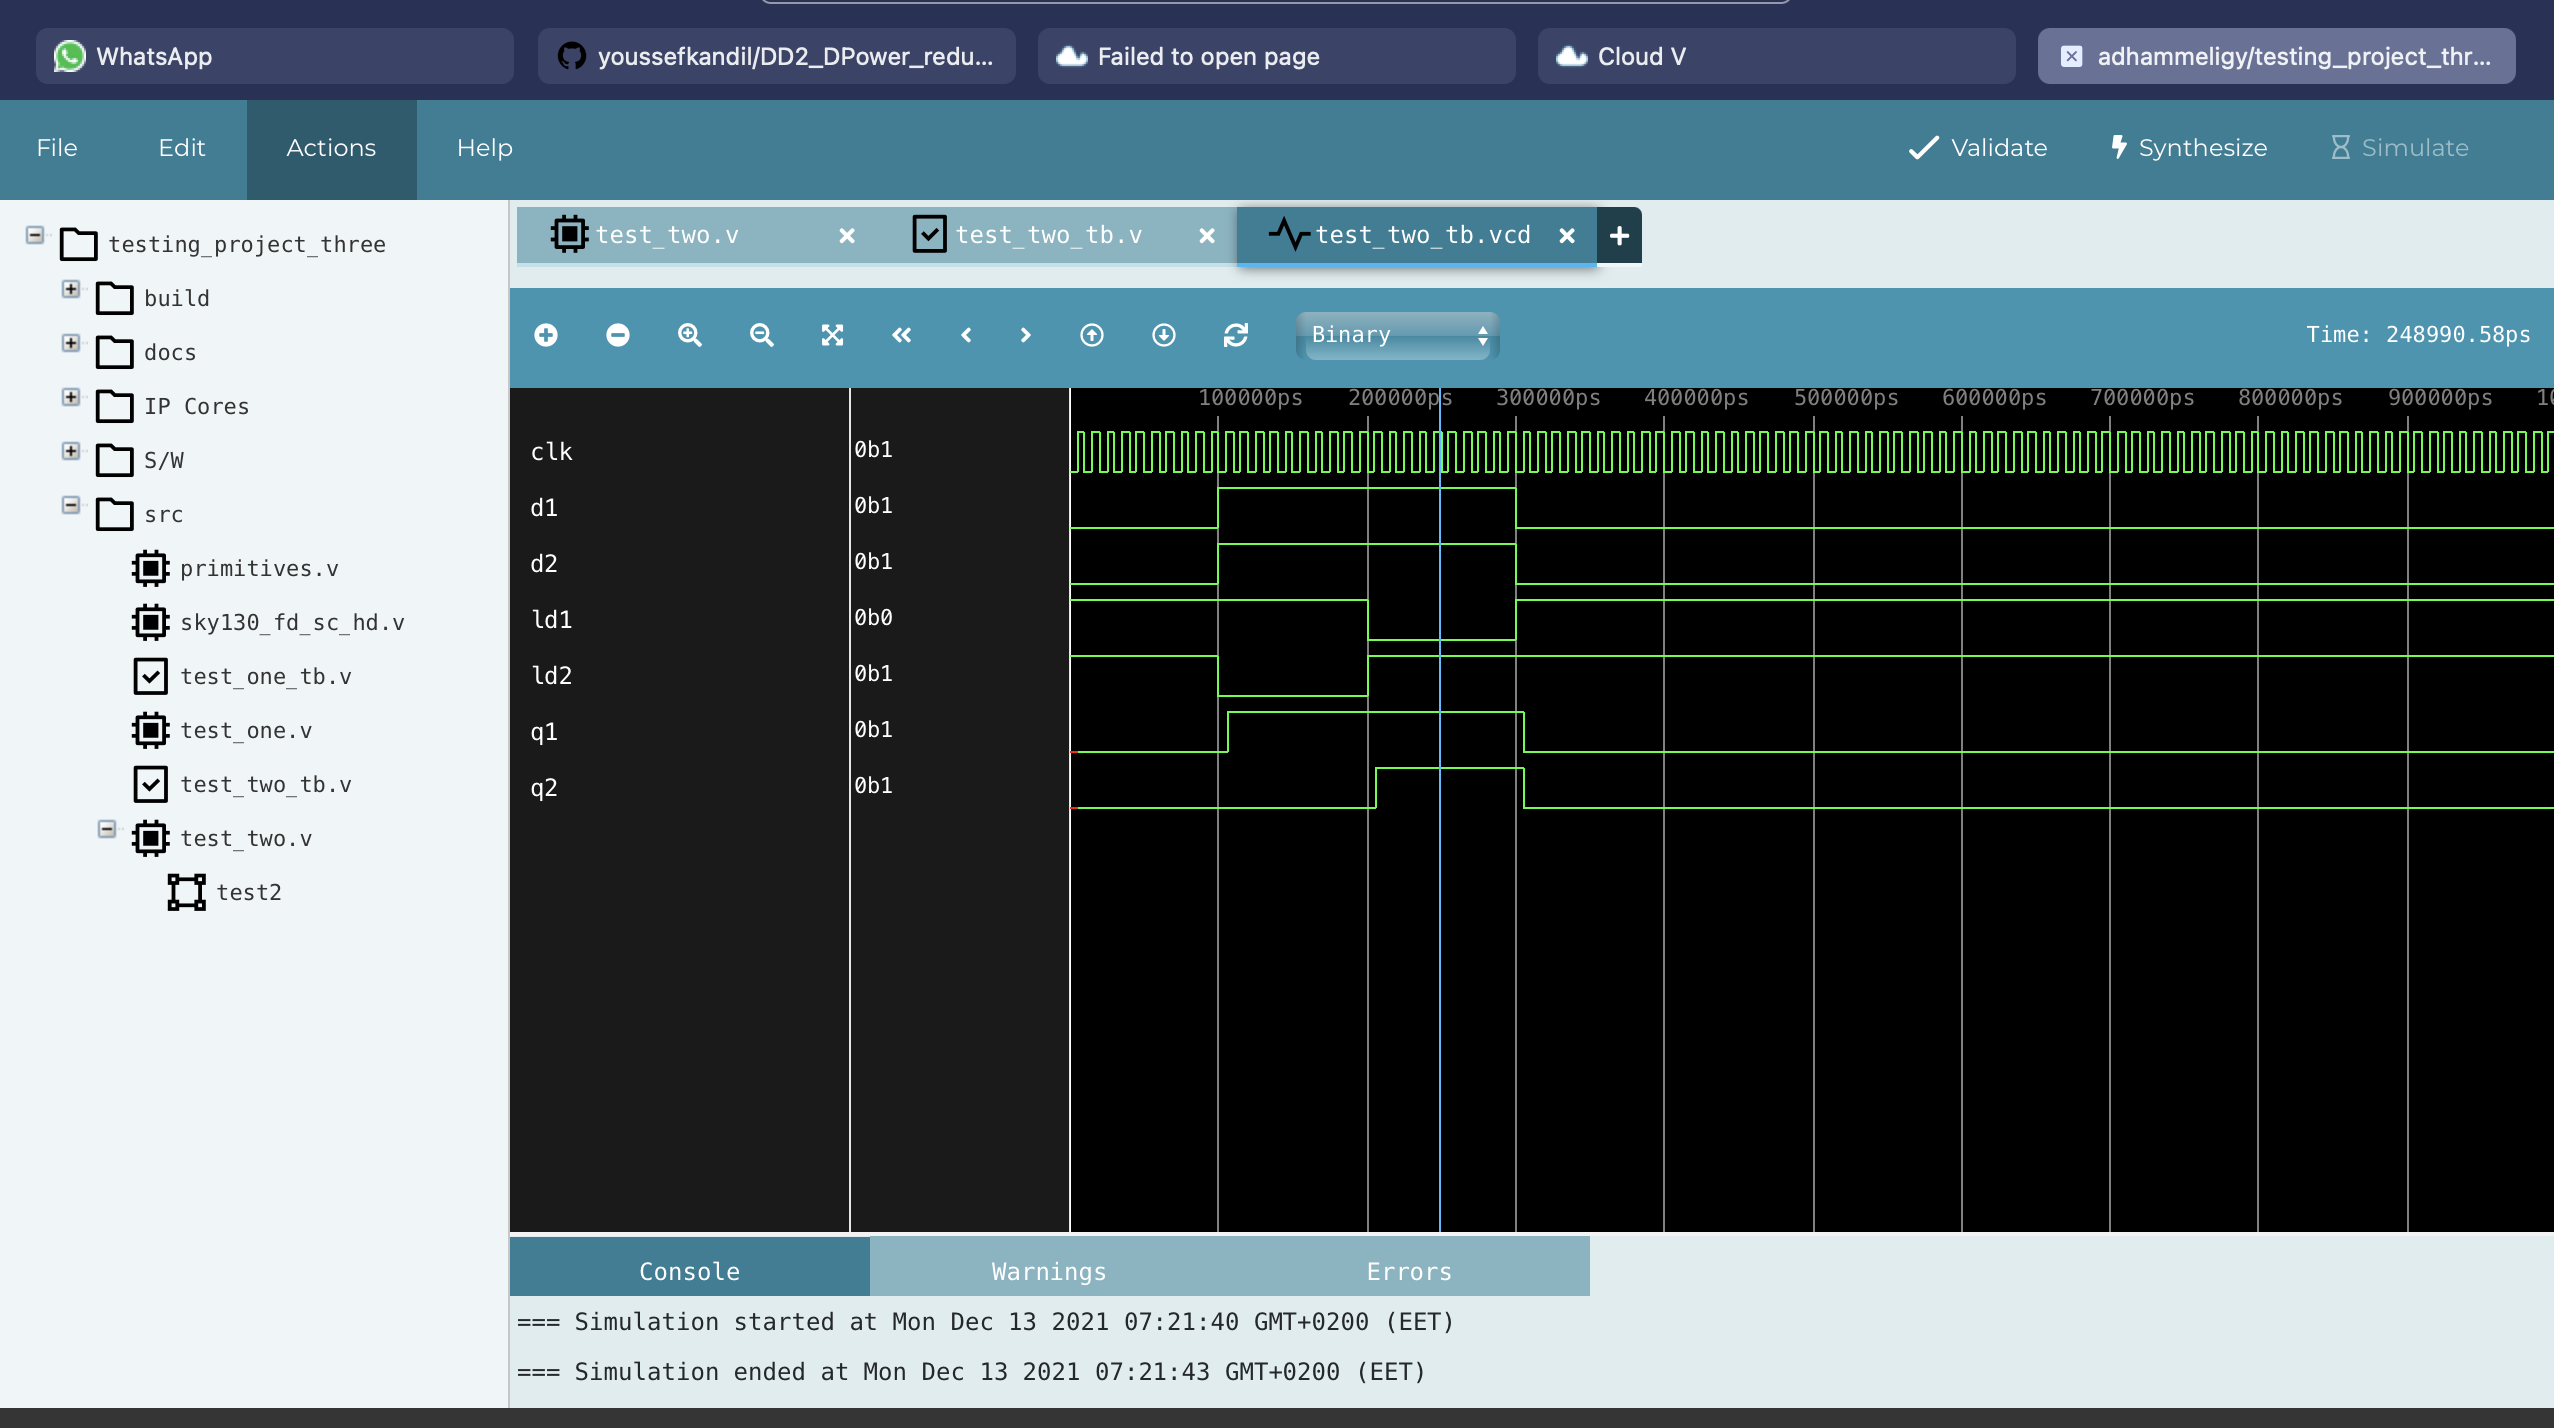 WhatsApp
youssefkandil/DD2_DPower_redu...
Failed to open page
Cloud V
adhammeligy/testing_project_thr...
File
Edit
Actions
Help
Validate
Synthesize
Simulate
testing_project_three
build
docs
IP Cores
S/W
src
primitives.v
sky130_fd_sc_hd.v
test_one_tb.v
test_one.v
test_two_tb.v
test_two.v
test2
test_two.v
test_two_tb.v
test_two_tb.vcd
Binary
Time: 248990.58ps
100000ps 200000ps 300000ps 400000ps 500000ps 600000ps 700000ps 800000ps 900000ps
clk 0b1
d1 0b1
d2 0b1
ld1 0b0
ld2 0b1
q1 0b1
q2 0b1
Console
Warnings
Errors
=== Simulation started at Mon Dec 13 2021 07:21:40 GMT+0200 (EET)
=== Simulation ended at Mon Dec 13 2021 07:21:43 GMT+0200 (EET)